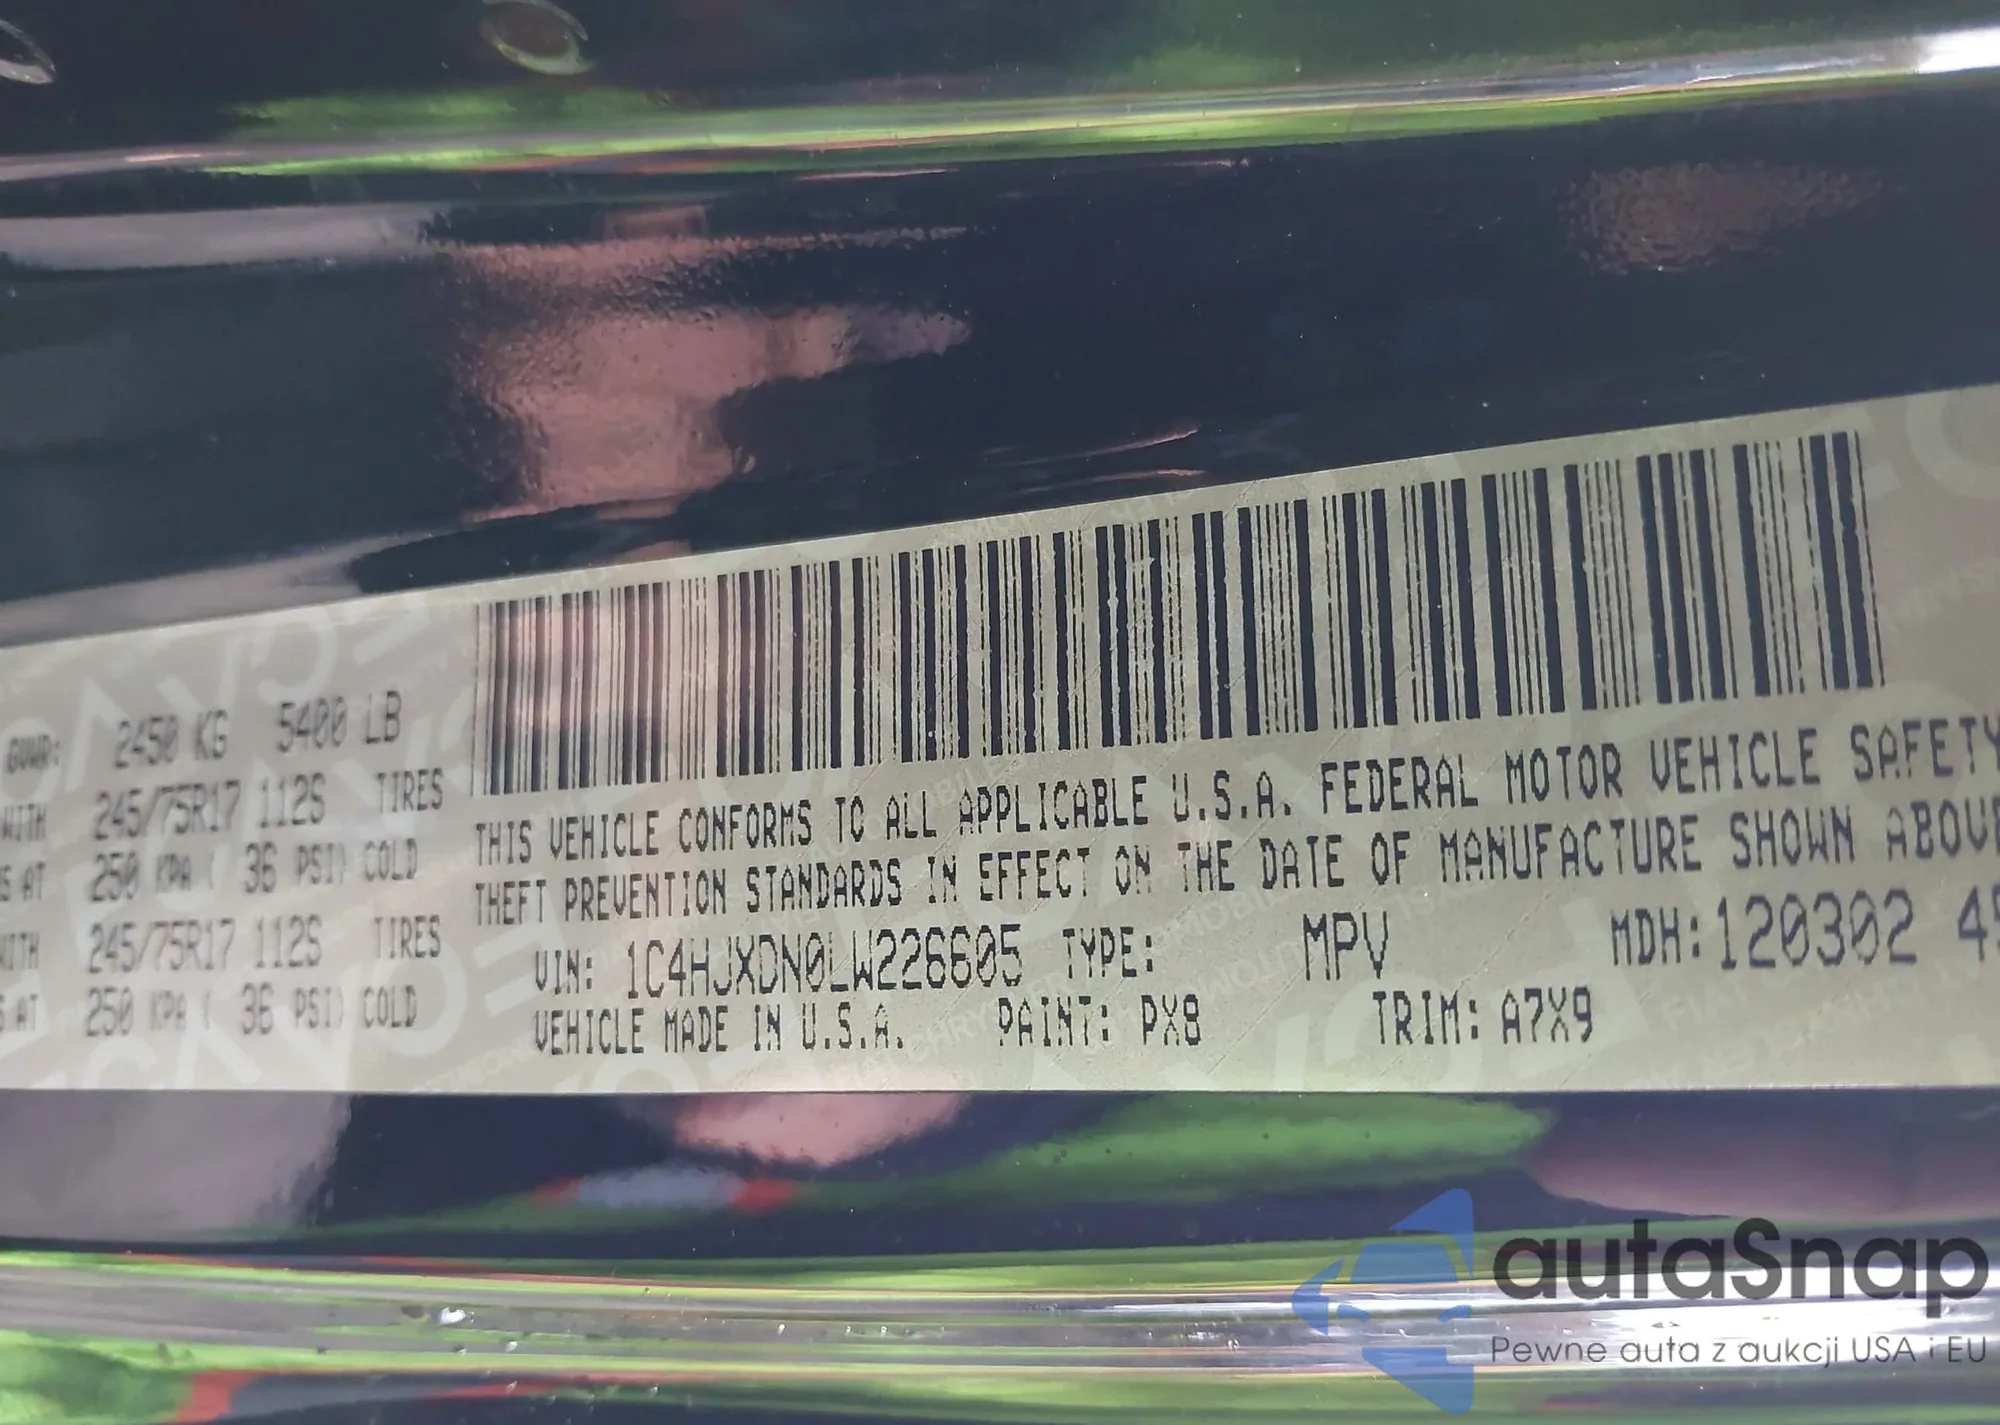 GVWR: 2450 KG 5400 LB
WITH 245/75R17 112S TIRES
AT 250 KPA ( 36 PSI) COLD
WITH 245/75R17 112S TIRES
AT 250 KPA ( 36 PSI) COLD
THIS VEHICLE CONFORMS TO ALL APPLICABLE U.S.A. FEDERAL MOTOR VEHICLE SAFETY
THEFT PREVENTION STANDARDS IN EFFECT ON THE DATE OF MANUFACTURE SHOWN ABOVE
VIN: 1C4HJXDN0LW226605 TYPE: MPV MDH: 120302
VEHICLE MADE IN U.S.A. PAINT: PX8 TRIM: A7X9
autaSnap
Pewne auta z aukcji USA i EU